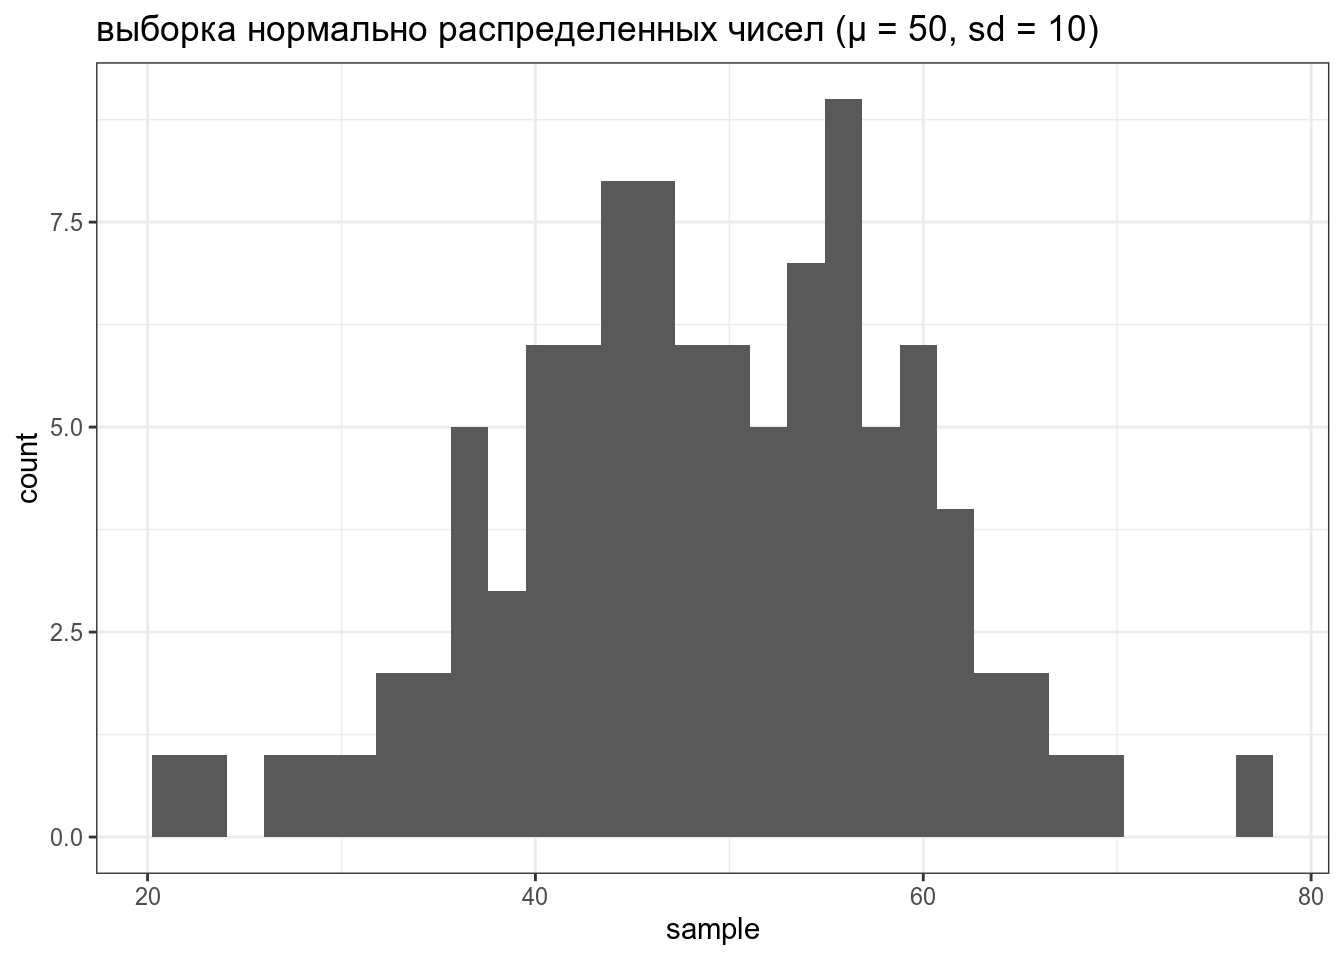 выборка нормально распределенных чисел (μ = 50, sd = 10)
7.5
5.0
2.5
0.0
count
20 40 60 80
sample